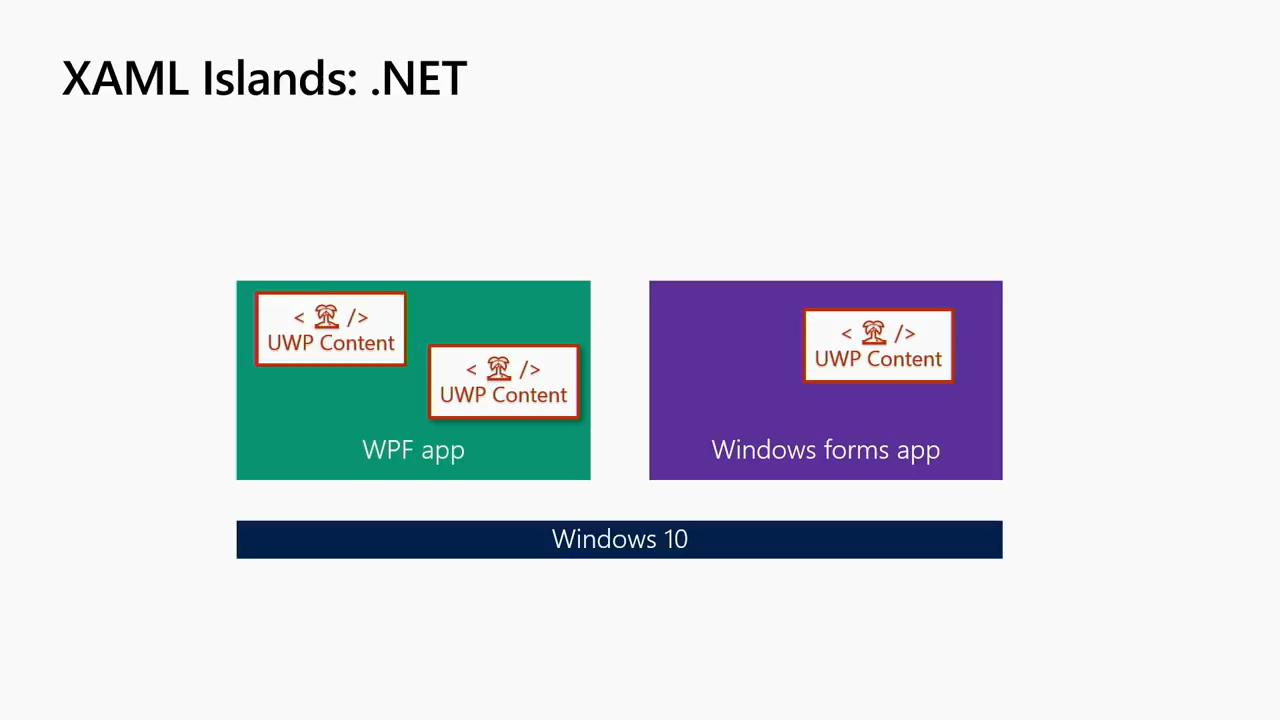 XAML Islands: .NET
< />
UWP Content
< />
UWP Content
WPF app
< />
UWP Content
Windows forms app
Windows 10